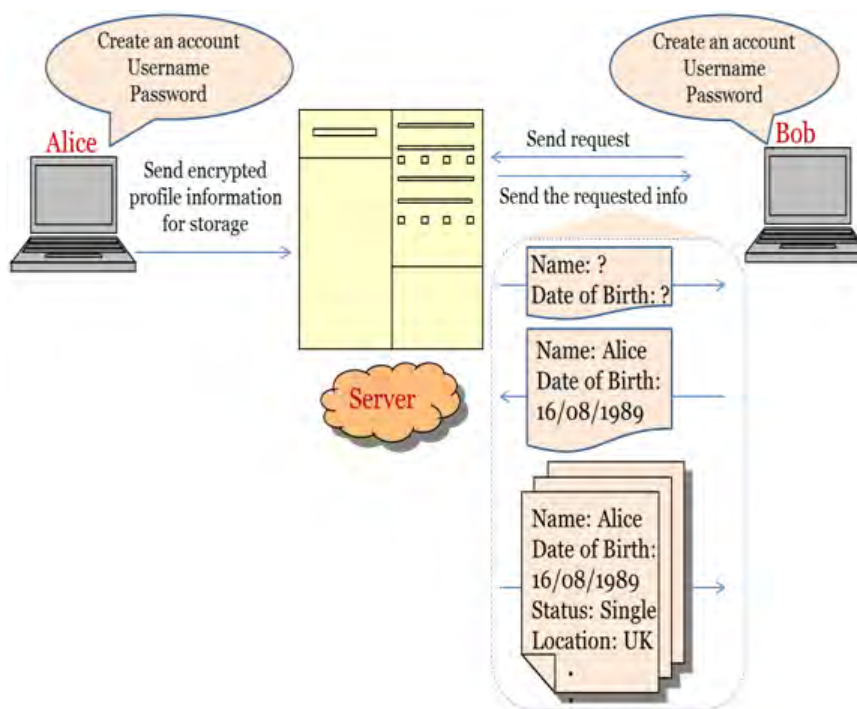 Create an account
Username
Password
Create an account
Username
Password
Alice
Bob
Send encrypted
profile information
for storage
Send request
Send the requested info
Name: ?
Date of Birth: ?
Name: Alice
Date of Birth:
16/08/1989
Server
Name: Alice
Date of Birth:
16/08/1989
Status: Single
Location: UK
.
.